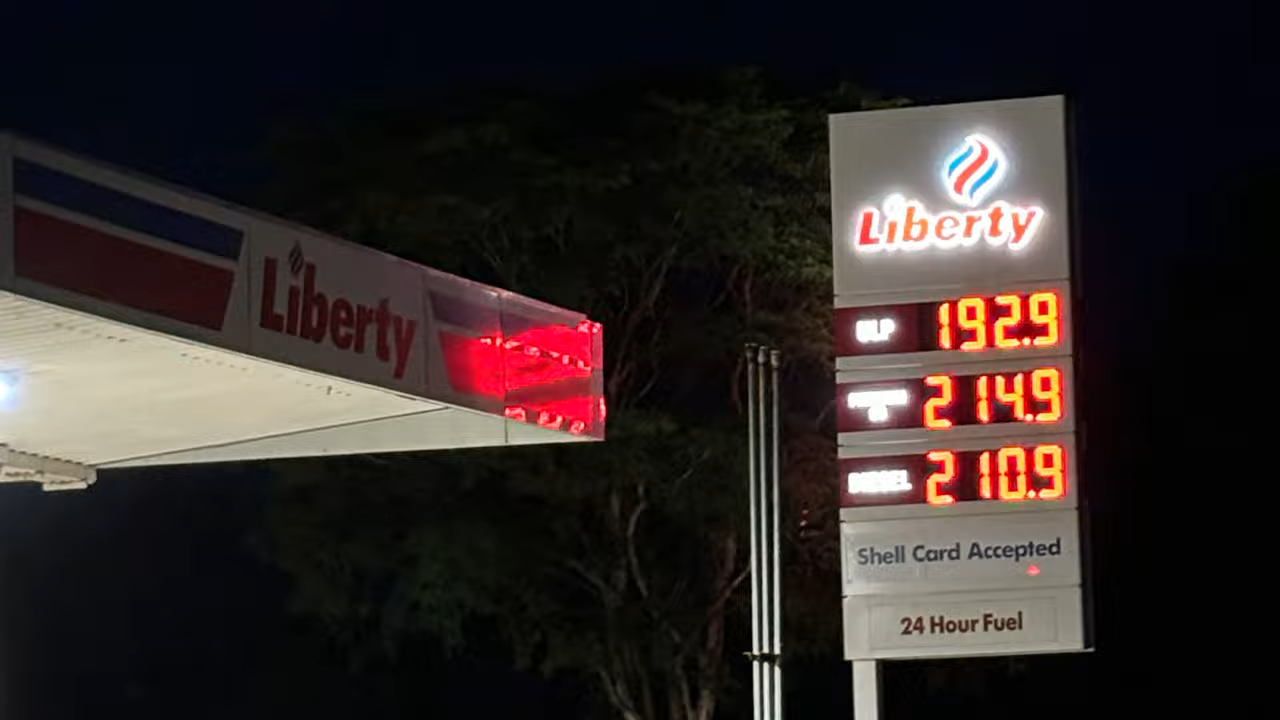 Liberty
Liberty
ULP 192.9
214.9
DIESEL 210.9
Shell Card Accepted
24 Hour Fuel